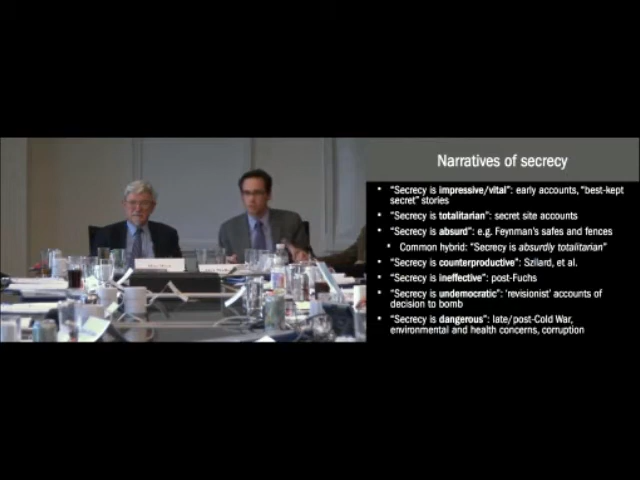 Narratives of secrecy
• "Secrecy is impressive/vital": early accounts, "best-kept
secret" stories
• "Secrecy is totalitarian": secret site accounts
• "Secrecy is absurd": e.g. Feynman's safes and fences
• Common hybrid: "Secrecy is absurdly totalitarian"
• "Secrecy is counterproductive": Szilard, et al.
• "Secrecy is ineffective": post-Fuchs
• "Secrecy is undemocratic": 'revisionist' accounts of
decision to bomb
• "Secrecy is dangerous": late/post-Cold War,
environmental and health concerns, corruption